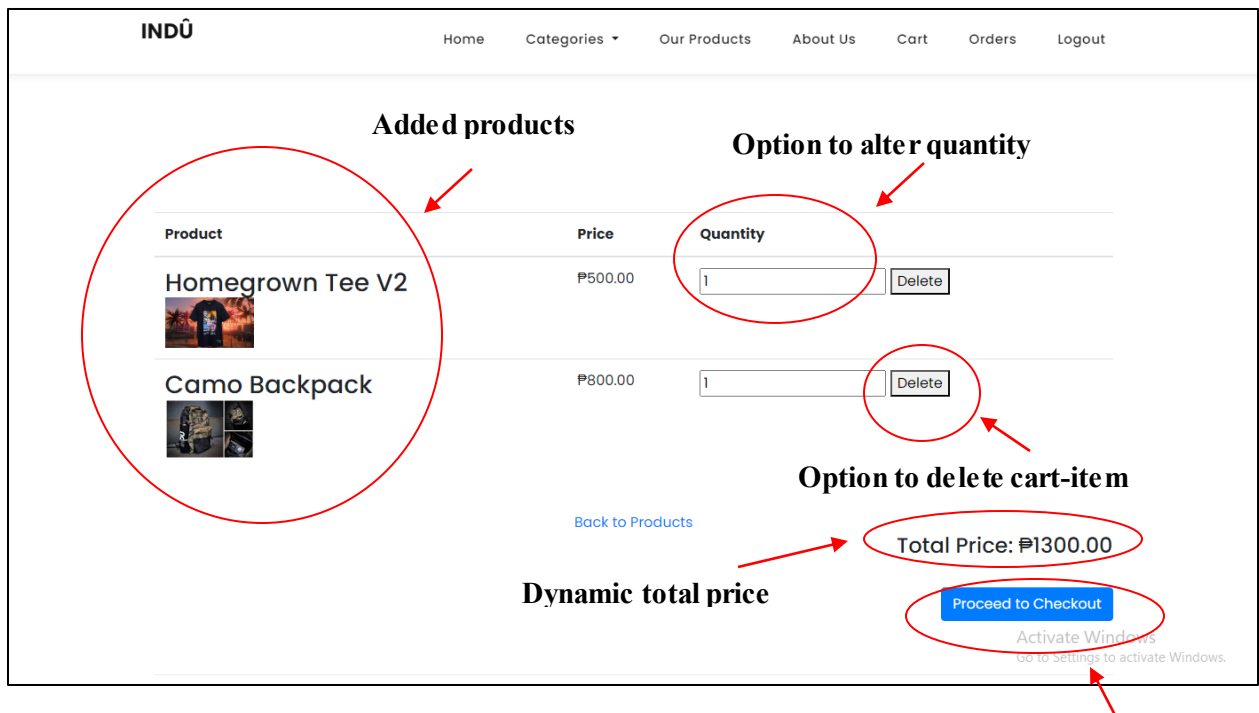 INDÛ
Home Categories Our Products About Us Cart Orders Logout
Added products
Option to alter quantity
Product Price Quantity
Homegrown Tee V2 ₱500.00 1 Delete
Camo Backpack ₱800.00 1 Delete
Option to delete cart-item
Back to Products
Total Price: ₱1300.00
Dynamic total price
Proceed to Checkout
Activate Windows
Go to Settings to activate Windows.